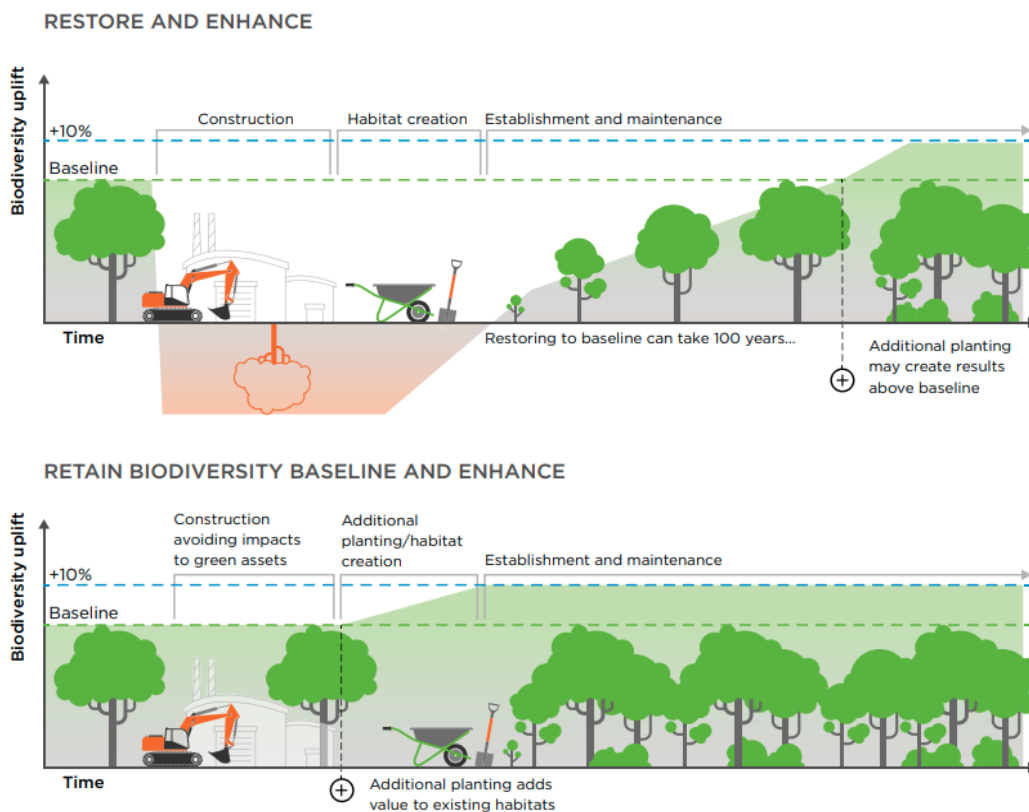 RESTORE AND ENHANCE
Biodiversity uplift
+10%
Construction
Habitat creation
Establishment and maintenance
Baseline
Time
Restoring to baseline can take 100 years...
Additional planting
may create results
above baseline
RETAIN BIODIVERSITY BASELINE AND ENHANCE
Biodiversity uplift
Construction
avoiding impacts
to green assets
Additional
planting/habitat
creation
Establishment and maintenance
+10%
Baseline
Time
Additional planting adds
value to existing habitats